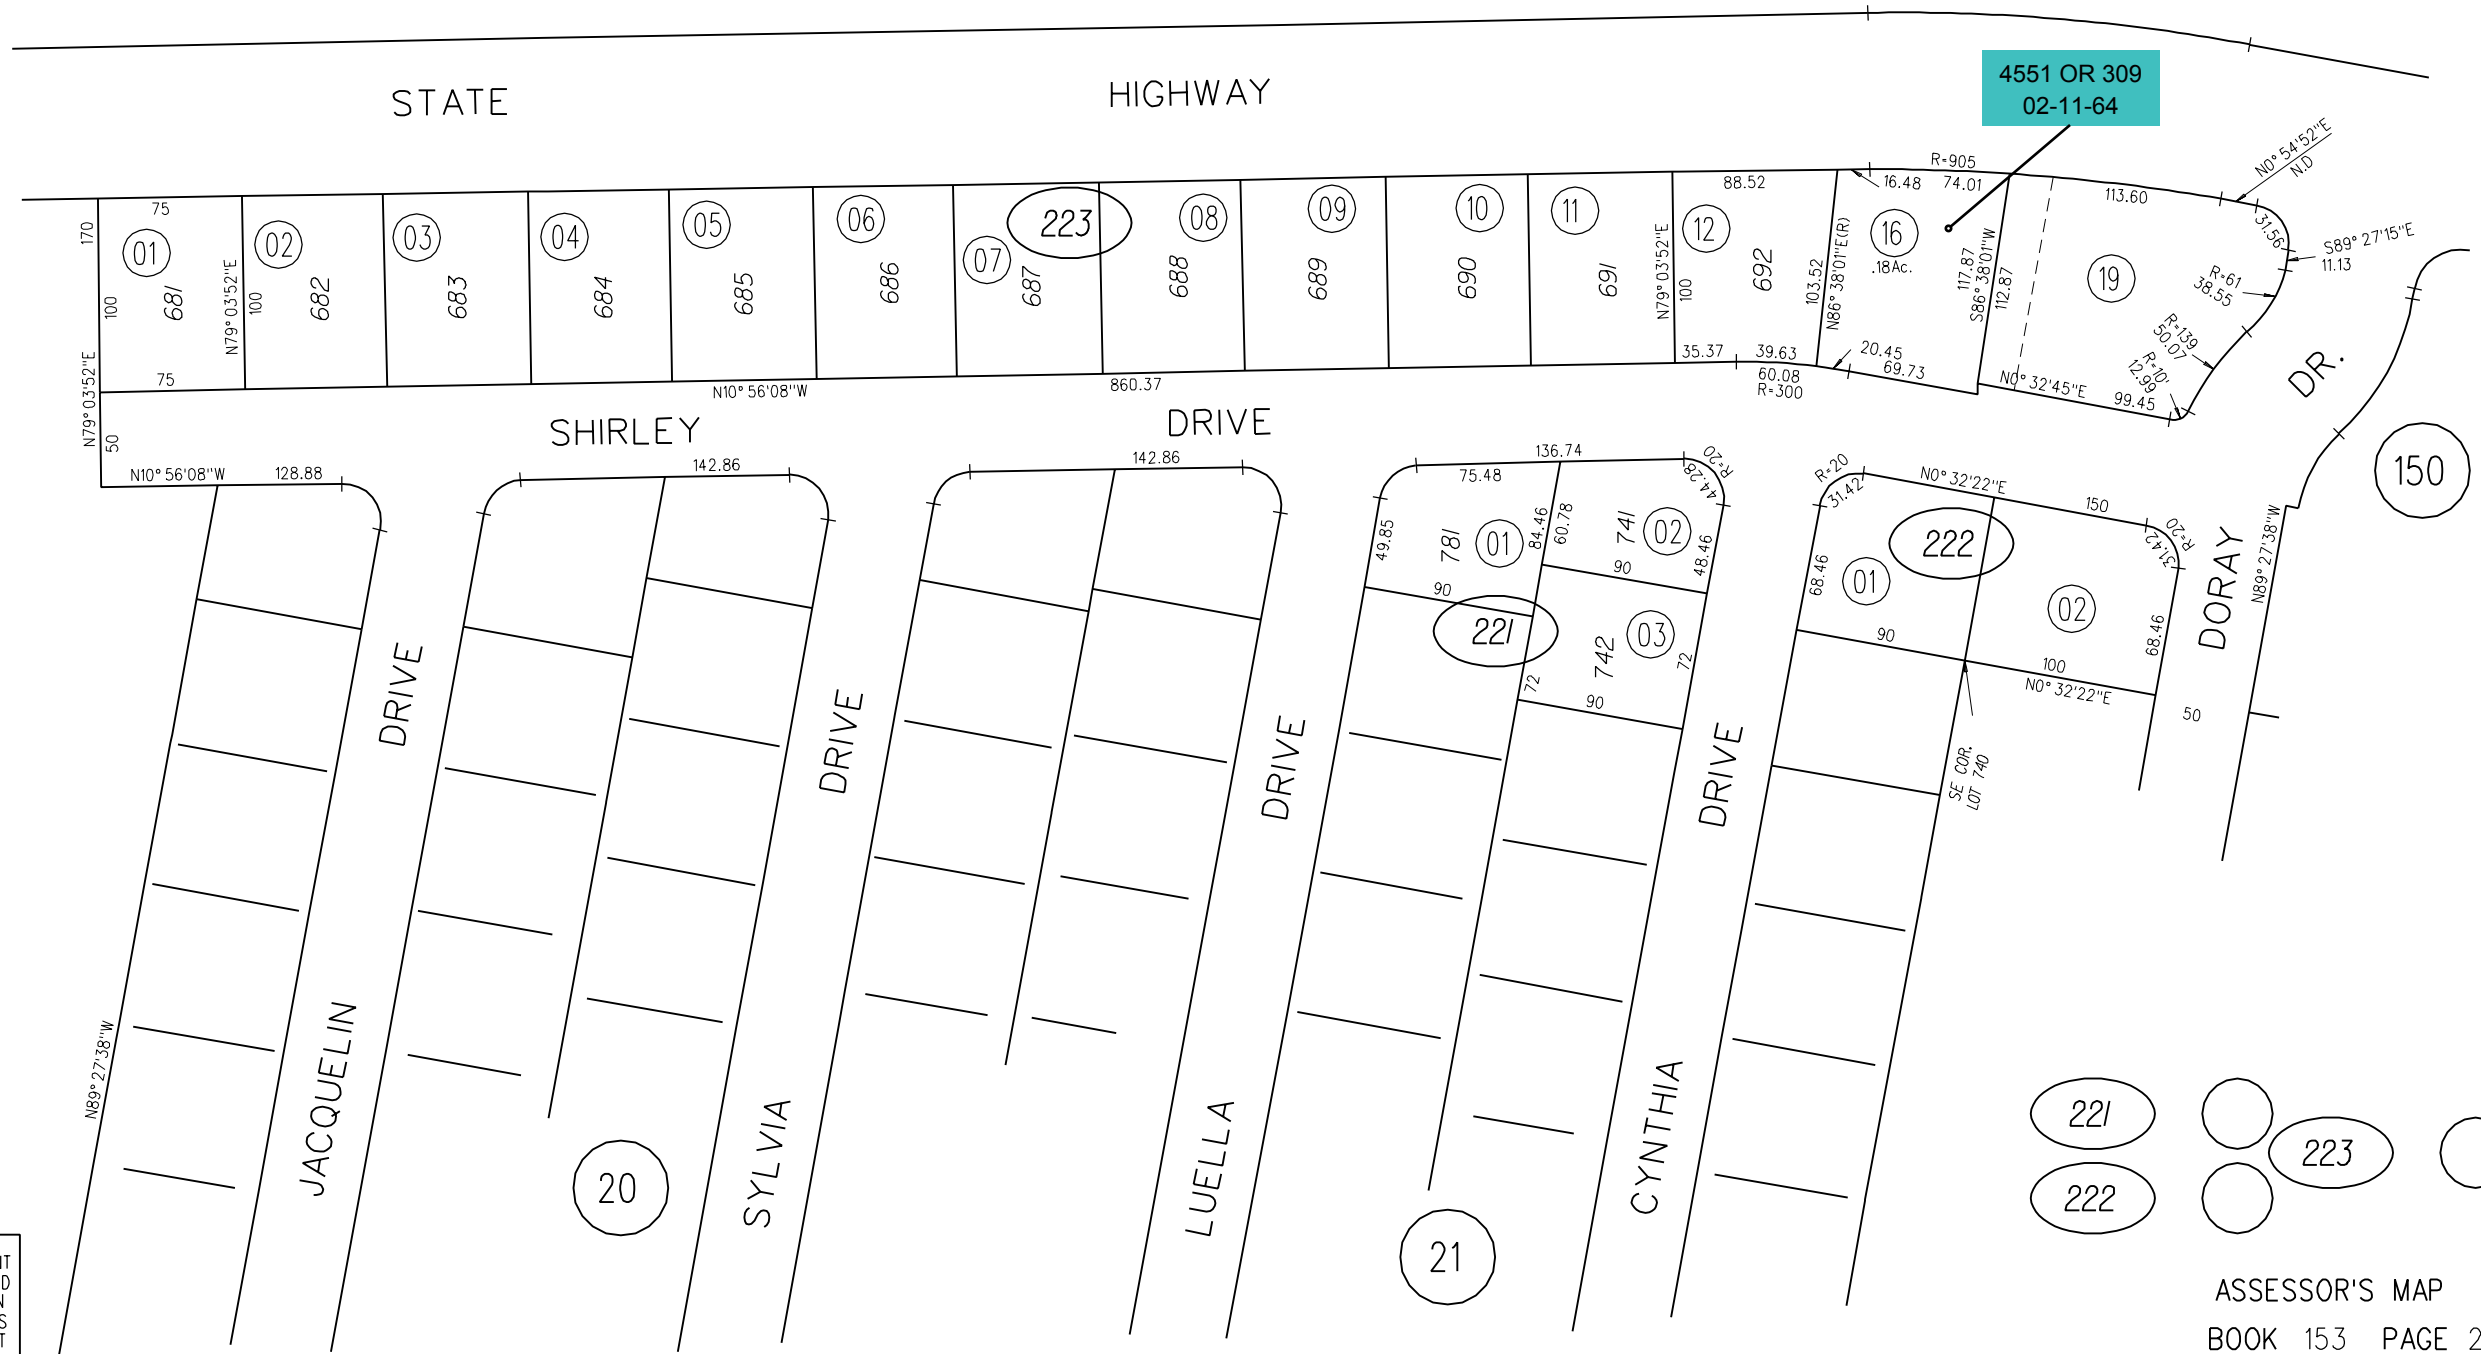 STATE HIGHWAY
4551 OR 309
02-11-64
N0°54'52"E
N.D
R=905
16.48 74.01
113.60
31.56
S89°27'15"E
11.13
R=61
38.55
R=139
50.07
R=10'
12.99
170
75
01
681
100
75
N79°03'52"E
50
N79°03'52"E
100
02
682
03
683
04
684
05
685
06
686
07
687
223
08
688
09
689
10
690
11
691
N79°03'52"E
100
88.52
12
692
35.37
39.63
103.52
N86°38'01"E(R)
16
.18Ac.
117.87
S86°38'01"W
112.87
19
20.45
69.73
60.08
R=300
N0°32'45"E
99.45
N10°56'08"W
860.37
SHIRLEY DRIVE
DORAY DR.
150
N10°56'08"W 128.88
142.86
142.86
136.74
75.48
R=20
44.28
49.85
781
01
84.46
60.78
741
02
48.46
90
90
221
742
03
72
72
90
R=20
31.42
N0°32'22"E
150
R=20
31.42
222
01
68.46
02
68.46
90
100
N0°32'22"E
N89°27'38"W
50
SE COR.
LOT 740
JACQUELIN DRIVE
SYLVIA DRIVE
LUELLA DRIVE
CYNTHIA DRIVE
N89°27'38"W
20
21
221
222
223
IT
D
N
S
T
ASSESSOR'S MAP
BOOK 153 PAGE 2